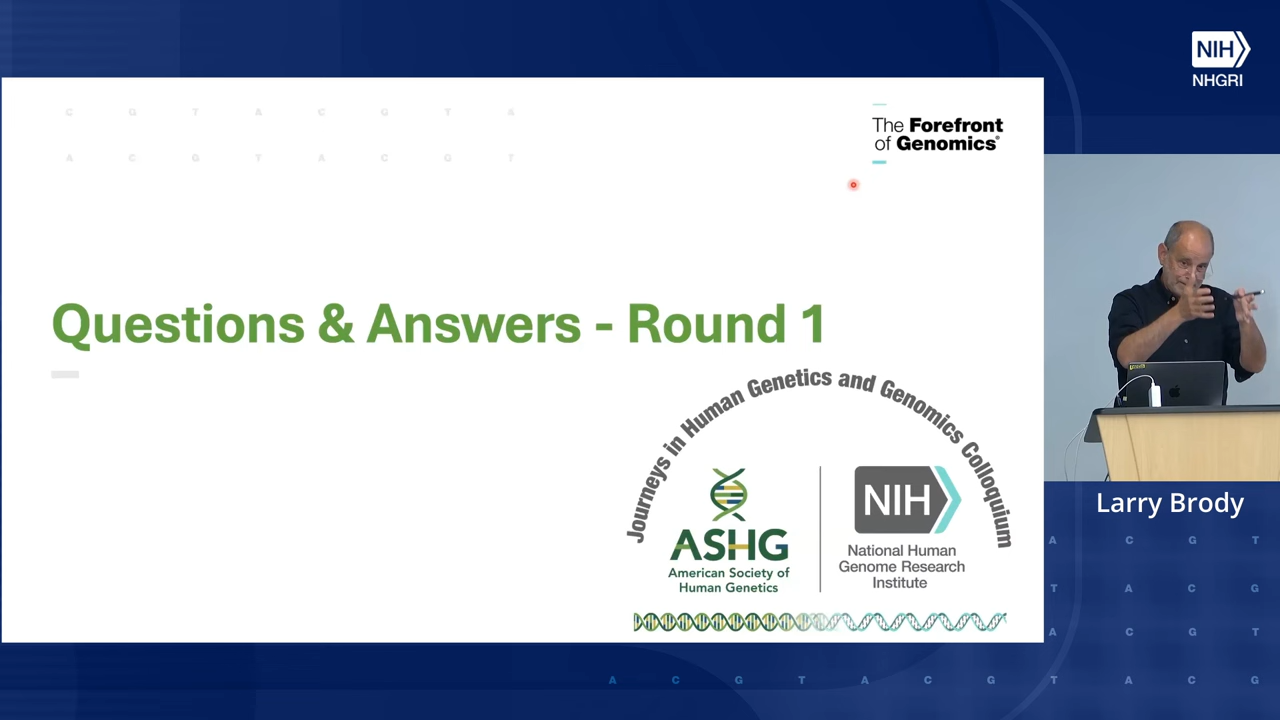 NIH
NHGRI
C G T A C G T A
A C G T A C G T
The Forefront
of Genomics®
Questions & Answers - Round 1
Journeys in Human Genetics and Genomics Colloquium
ASHG
American Society of
Human Genetics
NIH
National Human
Genome Research
Institute
Larry Brody
A C G T
T A C G
A C G T
A C G T A C G T A C G